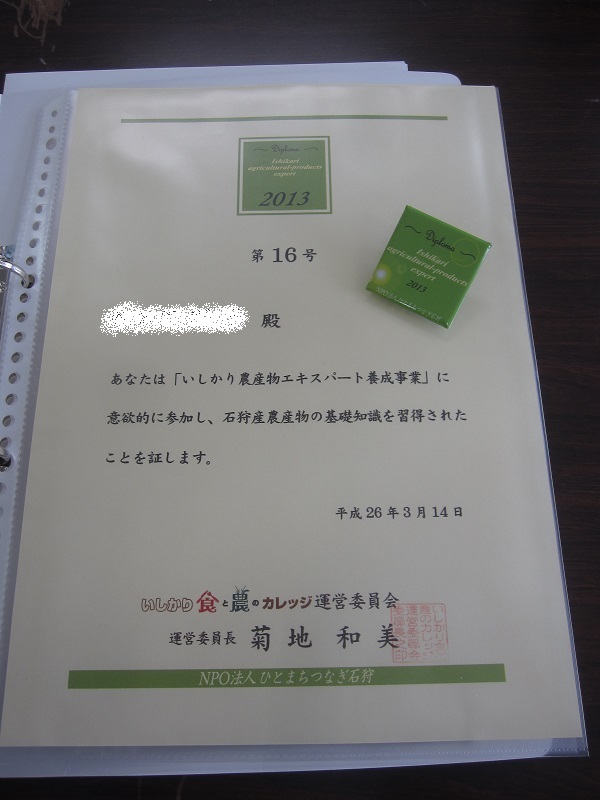 Diploma
Ishikari
agricultural-products
expert
2013
第16号
Diploma
Ishikari
agricultural-products
expert
2013
殿
あなたは「いしかり農産物エキスパート養成事業」に
意欲的に参加し、石狩産農産物の基礎知識を習得された
ことを証します。
平成26年3月14日
いしかり食と農のカレッジ運営委員会
運営委員長 菊地和美
NPO法人ひとまちつなぎ石狩